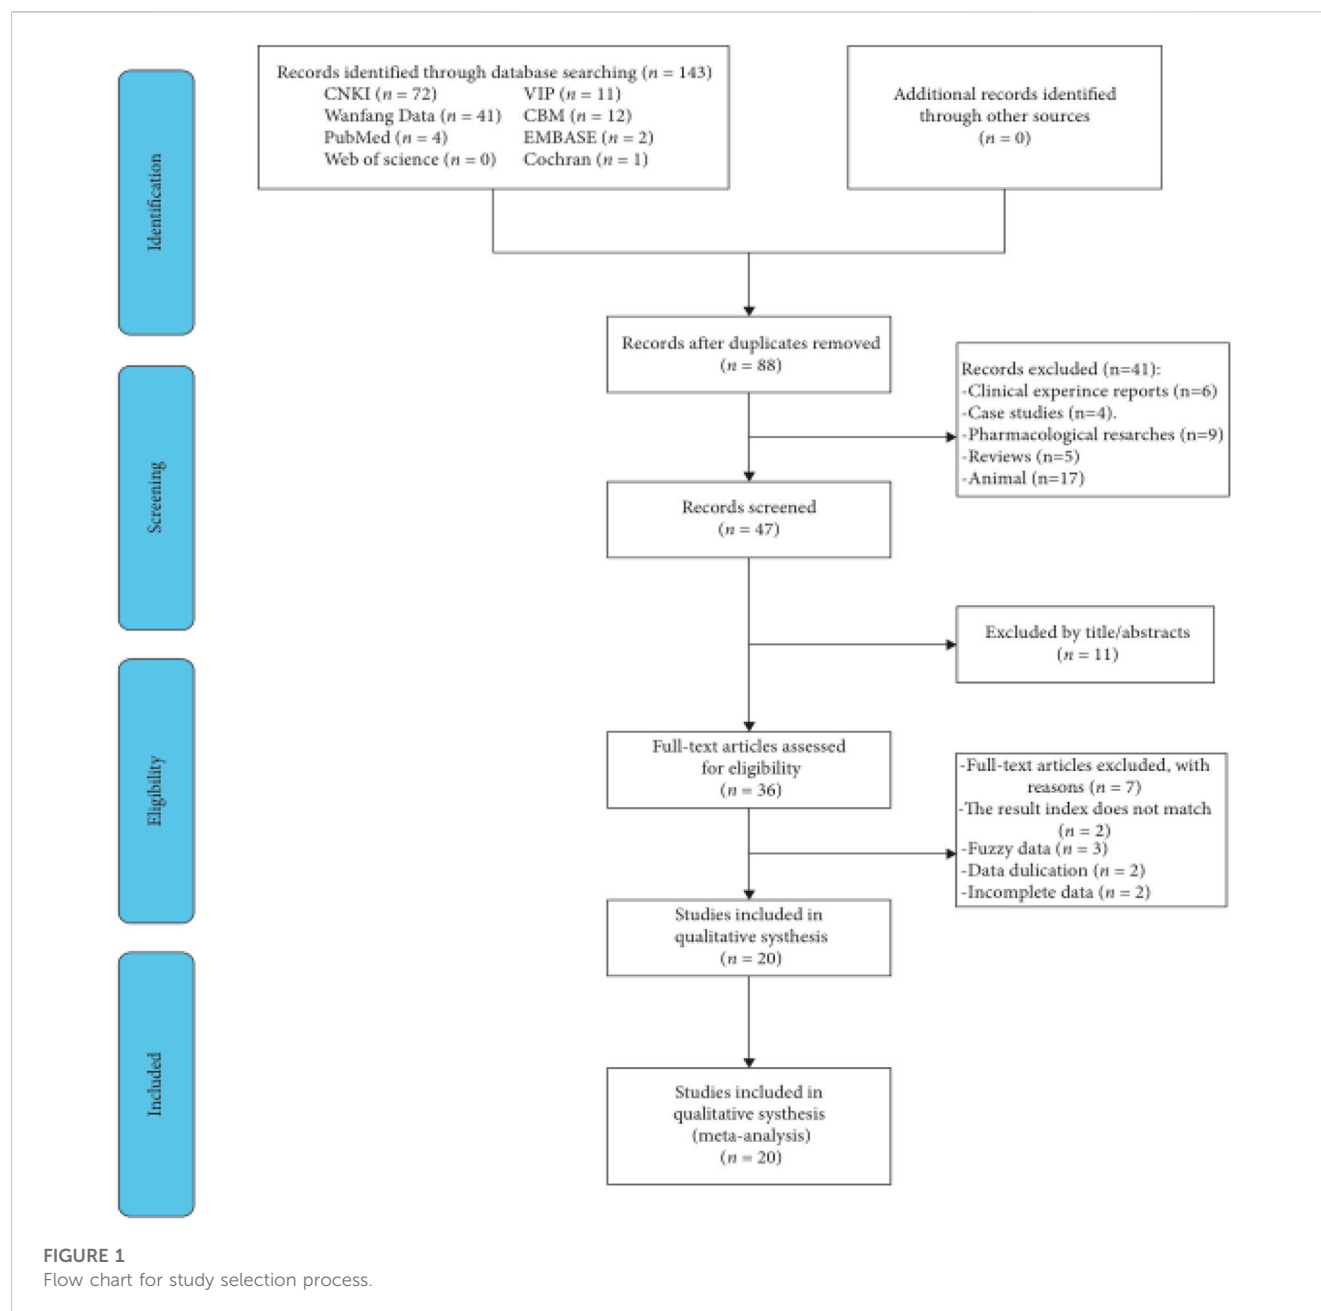 Identification
Records identified through database searching (n = 143)
CNKI (n = 72) VIP (n = 11)
Wanfang Data (n = 41) CBM (n = 12)
PubMed (n = 4) EMBASE (n = 2)
Web of science (n = 0) Cochran (n = 1)
Additional records identified
through other sources
(n = 0)
Records after duplicates removed
(n = 88)
Screening
Records excluded (n=41):
-Clinical experince reports (n=6)
-Case studies (n=4).
-Pharmacological resarches (n=9)
-Reviews (n=5)
-Animal (n=17)
Records screened
(n = 47)
Excluded by title/abstracts
(n = 11)
Eligibility
Full-text articles assessed
for eligibility
(n = 36)
-Full-text articles excluded, with
reasons (n = 7)
-The result index does not match
(n = 2)
-Fuzzy data (n = 3)
-Data dulication (n = 2)
-Incomplete data (n = 2)
Studies included in
qualitative systhesis
(n = 20)
Included
Studies included in
qualitative systhesis
(meta-analysis)
(n = 20)
FIGURE 1
Flow chart for study selection process.